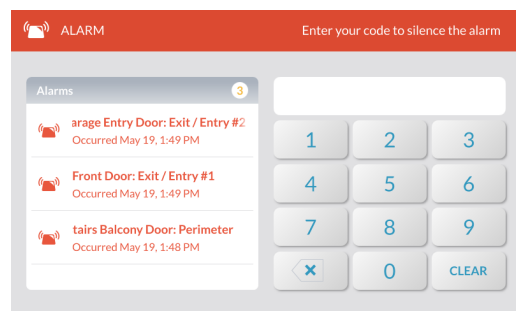 ALARM
Enter your code to silence the alarm
Alarms 3
arage Entry Door: Exit / Entry #2
Occurred May 19, 1:49 PM
Front Door: Exit / Entry #1
Occurred May 19, 1:49 PM
tairs Balcony Door: Perimeter
Occurred May 19, 1:48 PM
1 2 3
4 5 6
7 8 9
0 CLEAR